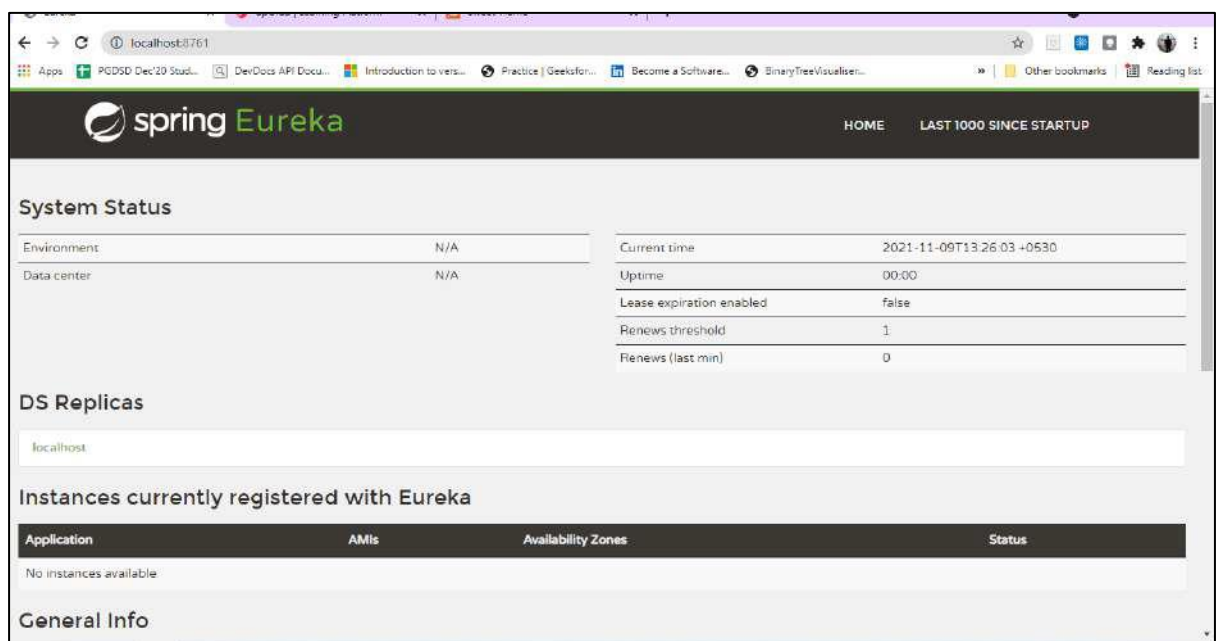 localhost:8761
Apps PGDSD Dec'20 Stud... DevDocs API Docu... Introduction to vers... Practice | Geeksfor... Become a Software... BinaryTreeVisualiser... » Other bookmarks Reading list
spring Eureka HOME LAST 1000 SINCE STARTUP
System Status
Environment N/A Current time 2021-11-09T13:26:03 +0530
Data center N/A Uptime 00:00
Lease expiration enabled false
Renews threshold 1
Renews (last min) 0
DS Replicas
localhost
Instances currently registered with Eureka
Application AMIs Availability Zones Status
No instances available
General Info